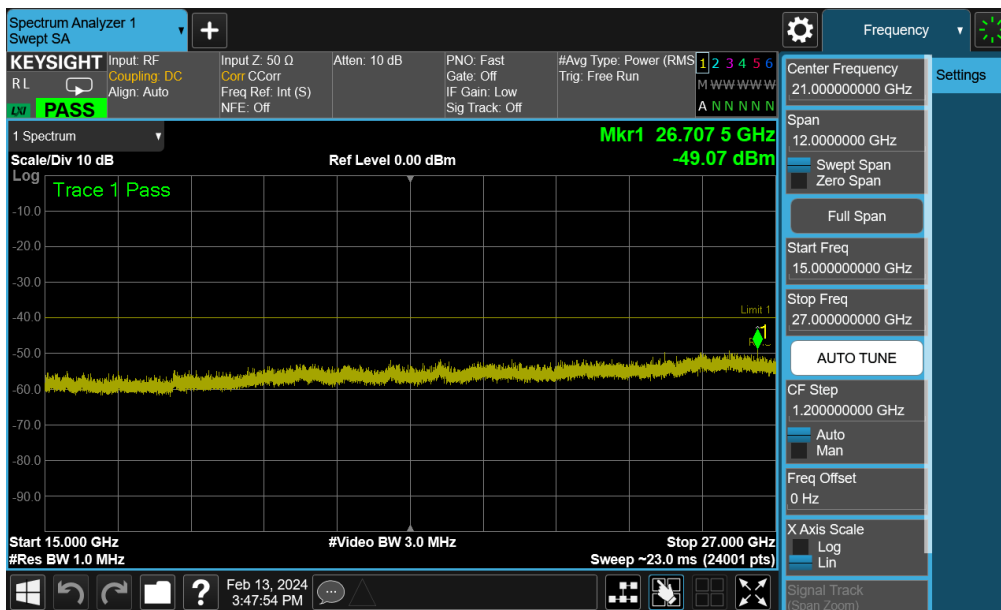 Spectrum Analyzer 1
Swept SA
Frequency
KEYSIGHT
R L
LXI
PASS
Input: RF
Coupling: DC
Align: Auto
Input Z: 50 Ω
Corr CCorr
Freq Ref: Int (S)
NFE: Off
Atten: 10 dB
PNO: Fast
Gate: Off
IF Gain: Low
Sig Track: Off
#Avg Type: Power (RMS
Trig: Free Run
1 2 3 4 5 6
M W W W W W
A N N N N N
1 Spectrum
Scale/Div 10 dB
Ref Level 0.00 dBm
Mkr1 26.707 5 GHz
-49.07 dBm
Log
Trace 1 Pass
-10.0
-20.0
-30.0
-40.0
-50.0
-60.0
-70.0
-80.0
-90.0
Limit 1
1
Start 15.000 GHz
#Video BW 3.0 MHz
Stop 27.000 GHz
#Res BW 1.0 MHz
Sweep ~23.0 ms (24001 pts)
Feb 13, 2024
3:47:54 PM
Center Frequency
21.000000000 GHz
Settings
Span
12.0000000 GHz
Swept Span
Zero Span
Full Span
Start Freq
15.000000000 GHz
Stop Freq
27.000000000 GHz
AUTO TUNE
CF Step
1.200000000 GHz
Auto
Man
Freq Offset
0 Hz
X Axis Scale
Log
Lin
Signal Track
(Span Zoom)